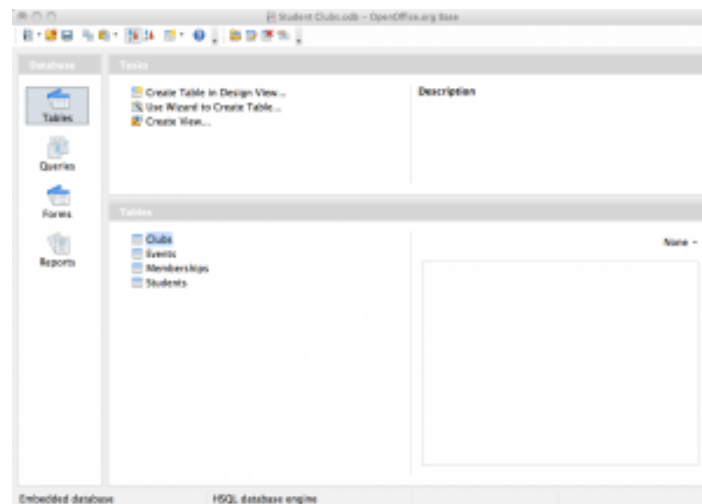 Student Clubs.odb – OpenOffice.org Base
Database
Tasks
Tables
Queries
Forms
Reports
Create Table in Design View...
Use Wizard to Create Table...
Create View...
Description
Tables
Clubs
Events
Memberships
Students
None
Embedded database
HSQL database engine